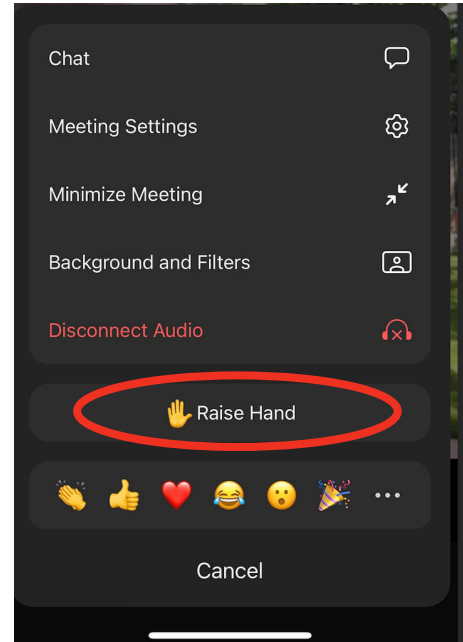 Chat
Meeting Settings
Minimize Meeting
Background and Filters
Disconnect Audio
Raise Hand
Cancel